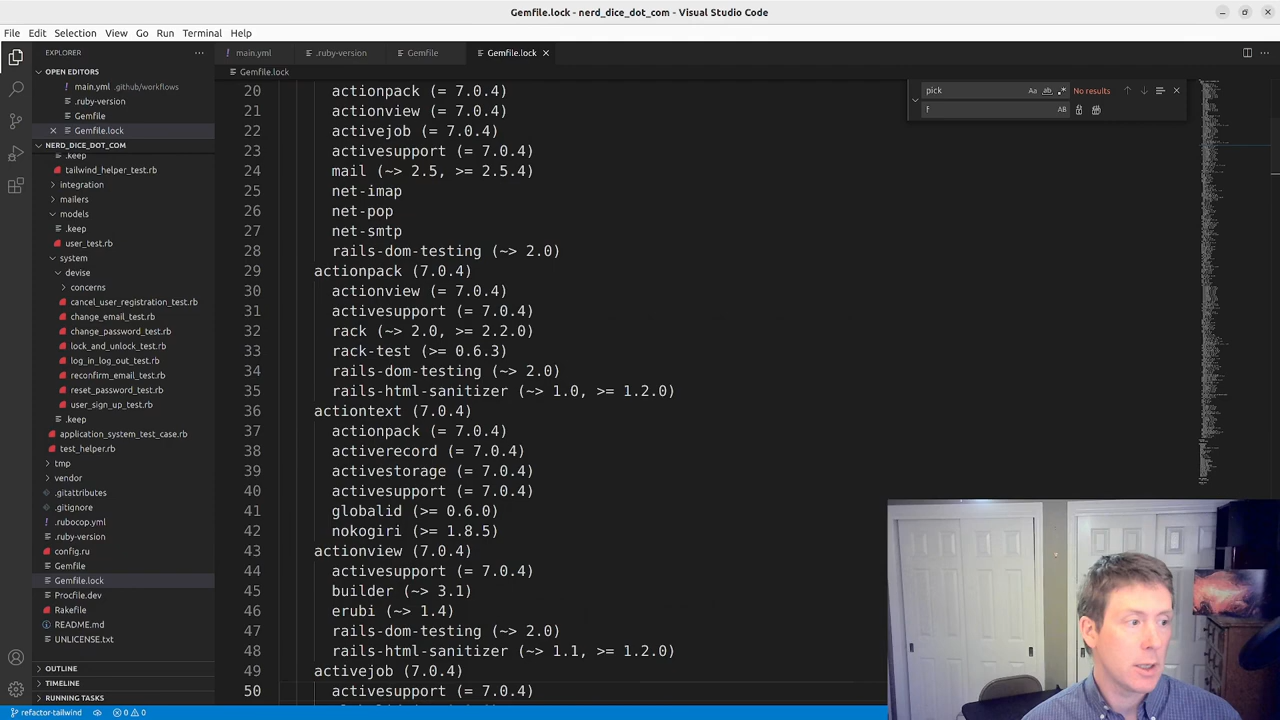 Gemfile.lock - nerd_dice_dot_com - Visual Studio Code
File Edit Selection View Go Run Terminal Help
EXPLORER
OPEN EDITORS
main.yml .github/workflows
.ruby-version
Gemfile
Gemfile.lock
NERD_DICE_DOT_COM
.keep
tailwind_helper_test.rb
integration
mailers
models
.keep
user_test.rb
system
devise
concerns
cancel_user_registration_test.rb
change_email_test.rb
change_password_test.rb
lock_and_unlock_test.rb
log_in_log_out_test.rb
reconfirm_email_test.rb
reset_password_test.rb
user_sign_up_test.rb
.keep
application_system_test_case.rb
test_helper.rb
tmp
vendor
.gitattributes
.gitignore
.rubocop.yml
.ruby-version
config.ru
Gemfile
Gemfile.lock
Procfile.dev
Rakefile
README.md
UNLICENSE.txt
OUTLINE
TIMELINE
RUNNING TASKS
main.yml .ruby-version Gemfile Gemfile.lock
Gemfile.lock
pick Aa ab .* No results
f AB
20 actionpack (= 7.0.4)
21 actionview (= 7.0.4)
22 activejob (= 7.0.4)
23 activesupport (= 7.0.4)
24 mail (~> 2.5, >= 2.5.4)
25 net-imap
26 net-pop
27 net-smtp
28 rails-dom-testing (~> 2.0)
29 actionpack (7.0.4)
30 actionview (= 7.0.4)
31 activesupport (= 7.0.4)
32 rack (~> 2.0, >= 2.2.0)
33 rack-test (>= 0.6.3)
34 rails-dom-testing (~> 2.0)
35 rails-html-sanitizer (~> 1.0, >= 1.2.0)
36 actiontext (7.0.4)
37 actionpack (= 7.0.4)
38 activerecord (= 7.0.4)
39 activestorage (= 7.0.4)
40 activesupport (= 7.0.4)
41 globalid (>= 0.6.0)
42 nokogiri (>= 1.8.5)
43 actionview (7.0.4)
44 activesupport (= 7.0.4)
45 builder (~> 3.1)
46 erubi (~> 1.4)
47 rails-dom-testing (~> 2.0)
48 rails-html-sanitizer (~> 1.1, >= 1.2.0)
49 activejob (7.0.4)
50 activesupport (= 7.0.4)
refactor-tailwind 0 0